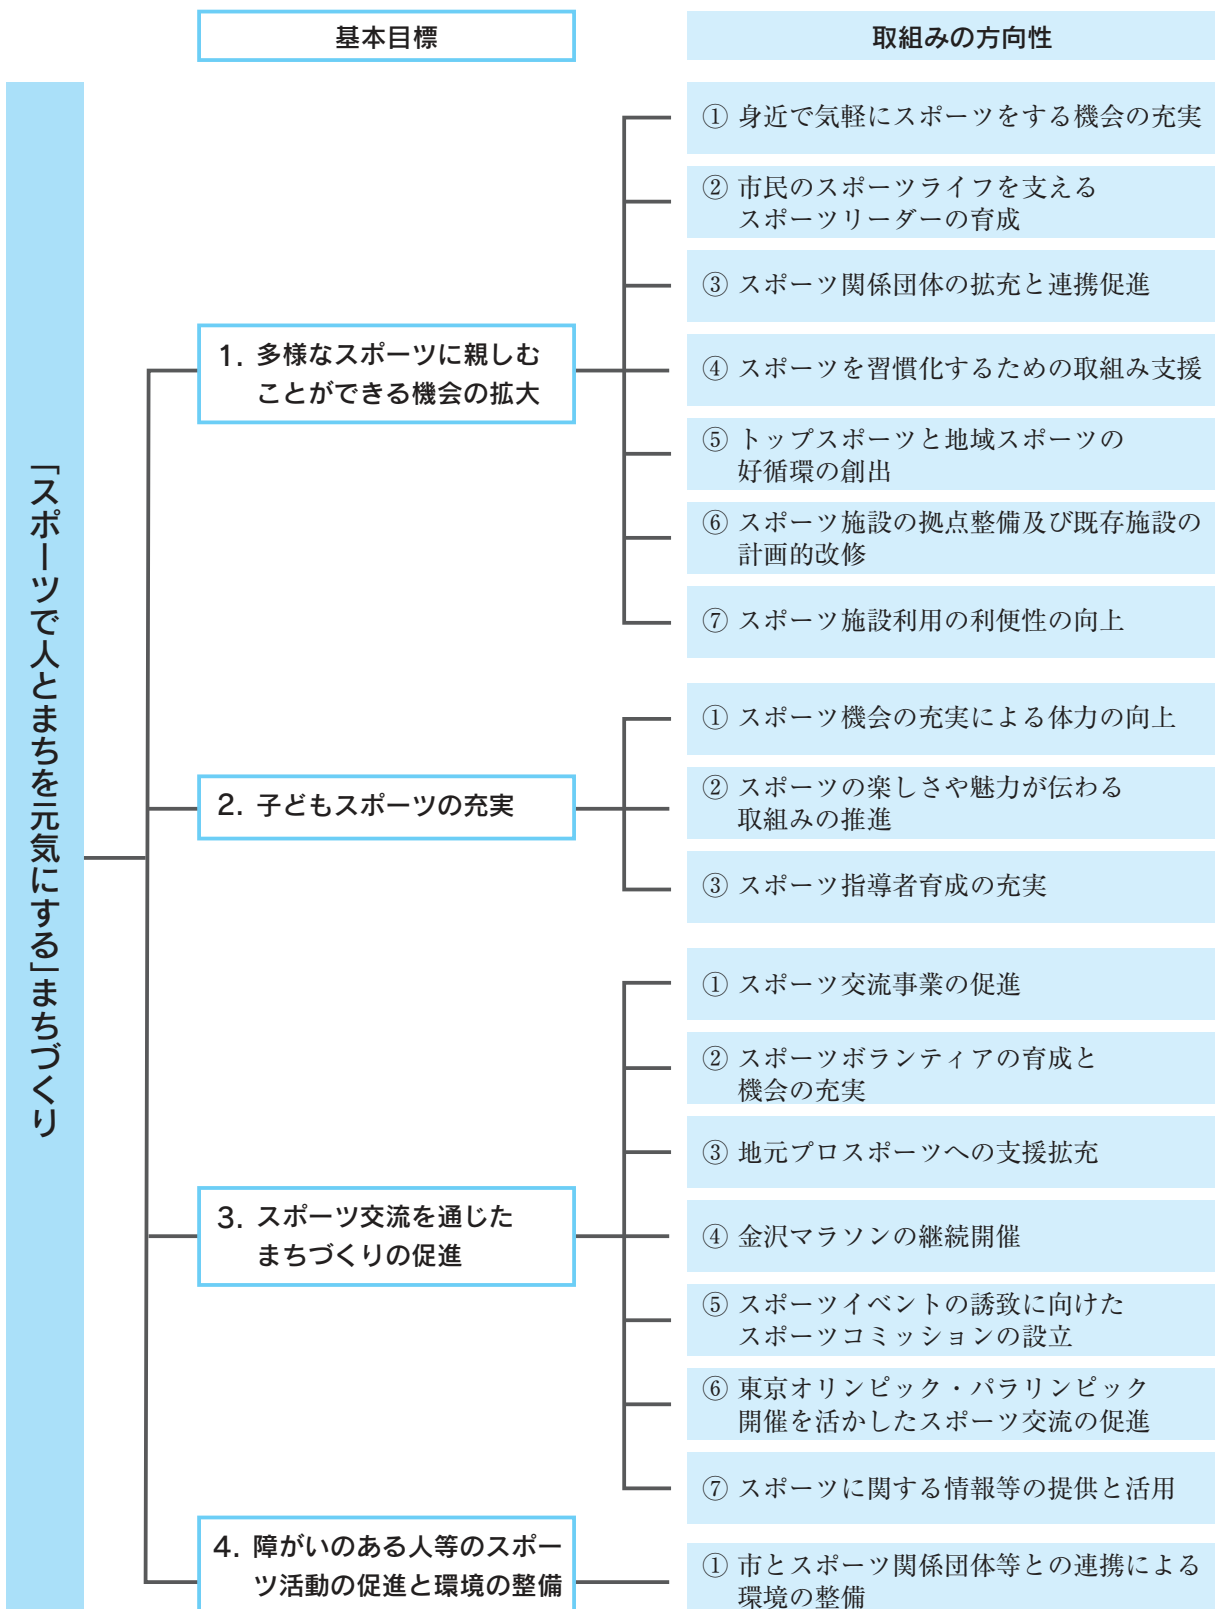 基本目標
取組みの方向性
「スポーツで人とまちを元気にする」まちづくり
1. 多様なスポーツに親しむ
ことができる機会の拡大
① 身近で気軽にスポーツをする機会の充実
② 市民のスポーツライフを支える
スポーツリーダーの育成
③ スポーツ関係団体の拡充と連携促進
④ スポーツを習慣化するための取組み支援
⑤ トップスポーツと地域スポーツの
好循環の創出
⑥ スポーツ施設の拠点整備及び既存施設の
計画的改修
⑦ スポーツ施設利用の利便性の向上
2. 子どもスポーツの充実
① スポーツ機会の充実による体力の向上
② スポーツの楽しさや魅力が伝わる
取組みの推進
③ スポーツ指導者育成の充実
3. スポーツ交流を通じた
まちづくりの促進
① スポーツ交流事業の促進
② スポーツボランティアの育成と
機会の充実
③ 地元プロスポーツへの支援拡充
④ 金沢マラソンの継続開催
⑤ スポーツイベントの誘致に向けた
スポーツコミッションの設立
⑥ 東京オリンピック・パラリンピック
開催を活かしたスポーツ交流の促進
⑦ スポーツに関する情報等の提供と活用
4. 障がいのある人等のスポー
ツ活動の促進と環境の整備
① 市とスポーツ関係団体等との連携による
環境の整備